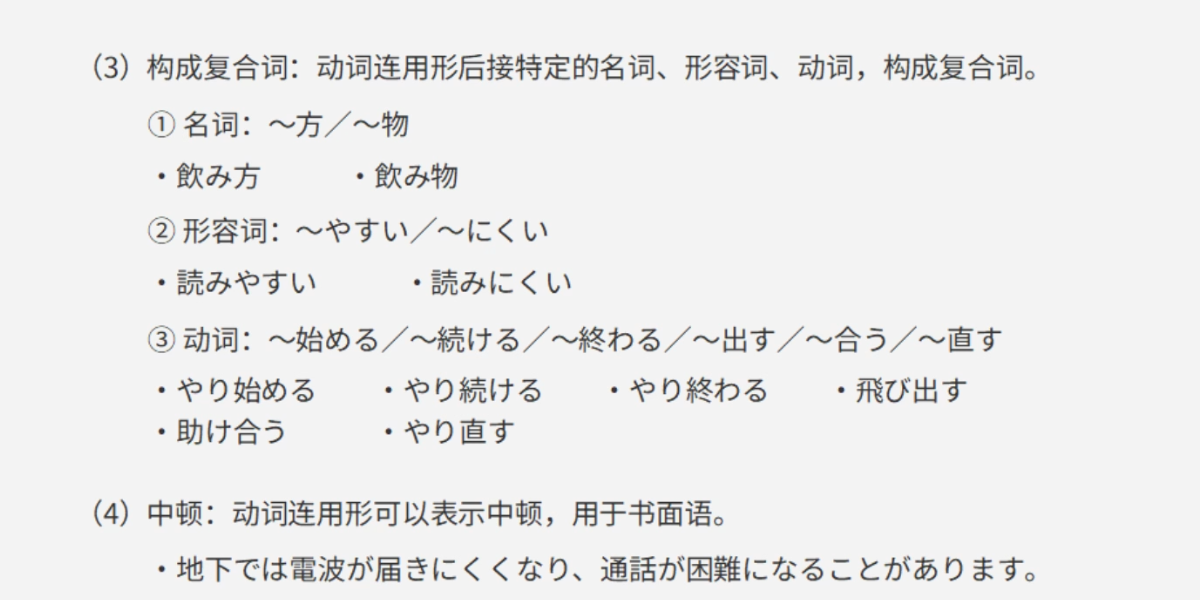 （3）构成复合词：动词连用形后接特定的名词、形容词、动词，构成复合词。
① 名词：～方／～物
・飲み方　・飲み物
② 形容词：～やすい／～にくい
・読みやすい　・読みにくい
③ 动词：～始める／～続ける／～終わる／～出す／～合う／～直す
・やり始める　・やり続ける　・やり終わる　・飛び出す
・助け合う　・やり直す
（4）中顿：动词连用形可以表示中顿，用于书面语。
・地下では電波が届きにくくなり、通話が困難になることがあります。